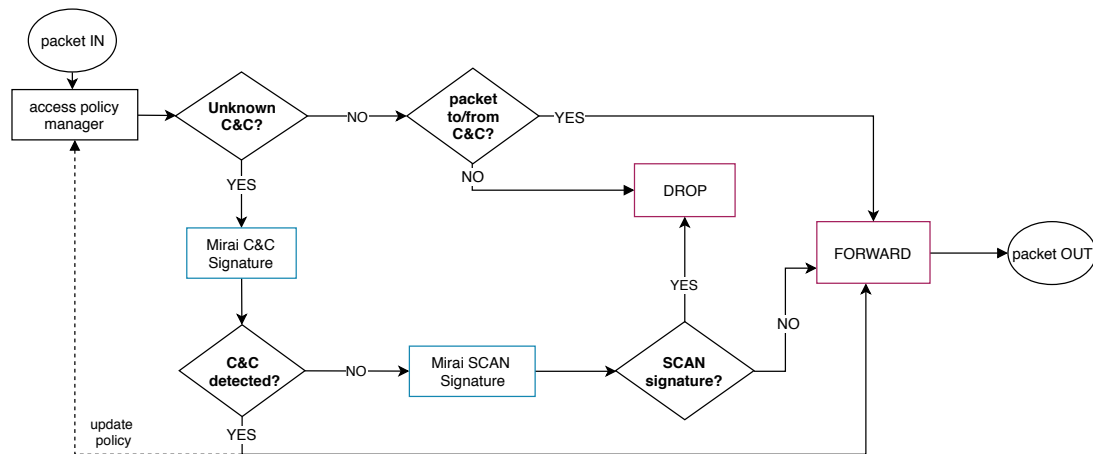 packet IN
access policy
manager
Unknown
C&C?
NO
packet
to/from
C&C?
YES
NO
DROP
YES
Mirai C&C
Signature
FORWARD
packet OUT
YES
NO
C&C
detected?
NO
Mirai SCAN
Signature
SCAN
signature?
update
policy
YES